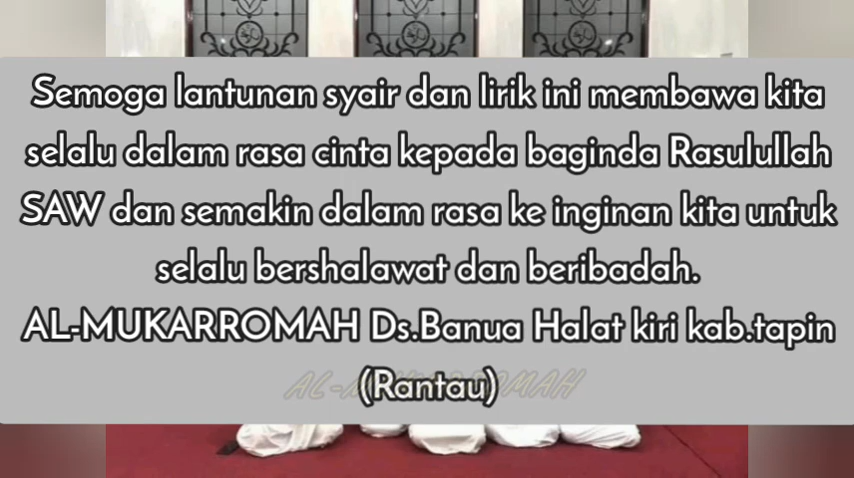 Semoga lantunan syair dan lirik ini membawa kita
selalu dalam rasa cinta kepada baginda Rasulullah
SAW dan semakin dalam rasa ke inginan kita untuk
selalu bershalawat dan beribadah.
AL-MUKARROMAH Ds.Banua Halat kiri kab.tapin
(Rantau)